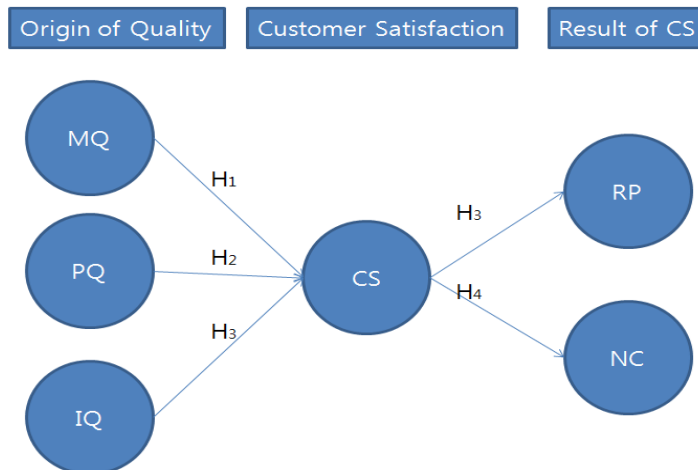 Origin of Quality
Customer Satisfaction
Result of CS
MQ
H₁
RP
H₃
PQ
H₂
CS
H₄
H₃
NC
IQ